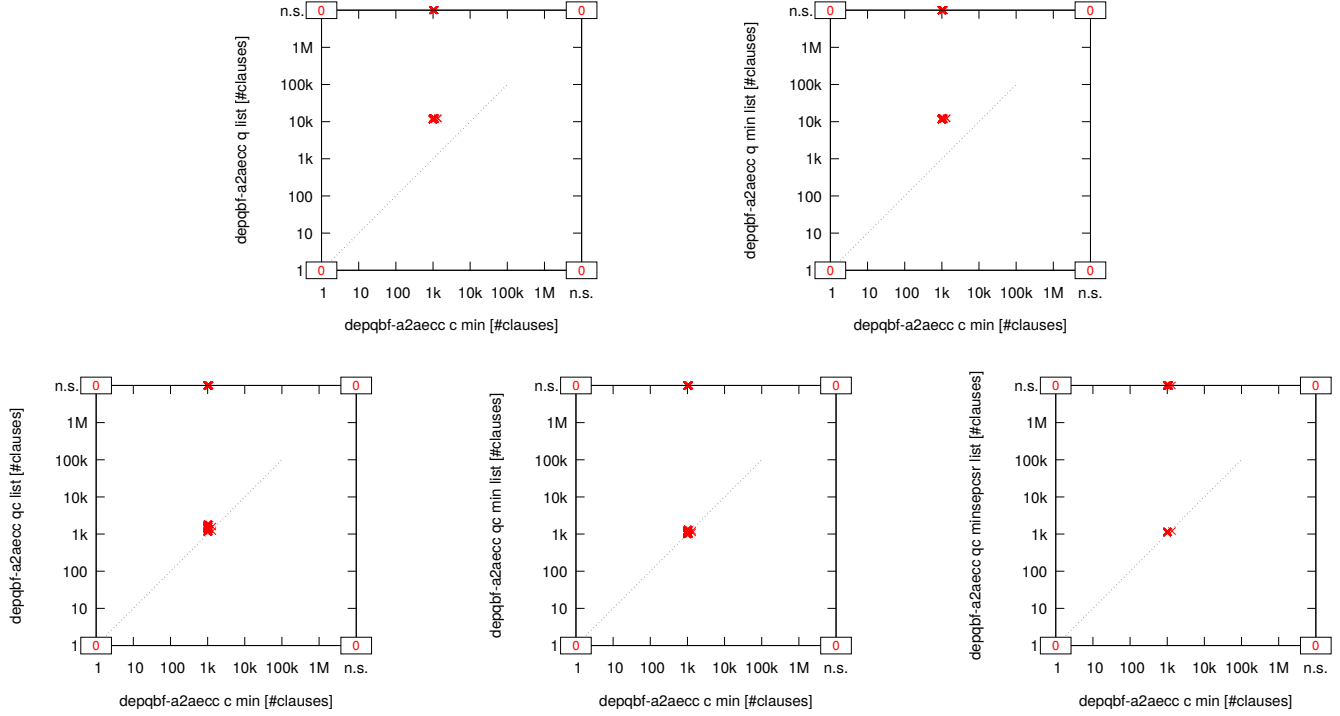 depqbf-a2aecc q list [#clauses]
n.s.
1M
100k
10k
1k
100
10
1
0
0
0
0
1 10 100 1k 10k 100k 1M n.s.
depqbf-a2aecc c min [#clauses]
depqbf-a2aecc q min list [#clauses]
n.s.
1M
100k
10k
1k
100
10
1
0
0
0
0
1 10 100 1k 10k 100k 1M n.s.
depqbf-a2aecc c min [#clauses]
depqbf-a2aecc qc list [#clauses]
n.s.
1M
100k
10k
1k
100
10
1
0
0
0
0
1 10 100 1k 10k 100k 1M n.s.
depqbf-a2aecc c min [#clauses]
depqbf-a2aecc qc min list [#clauses]
n.s.
1M
100k
10k
1k
100
10
1
0
0
0
0
1 10 100 1k 10k 100k 1M n.s.
depqbf-a2aecc c min [#clauses]
depqbf-a2aecc qc minsepcsr list [#clauses]
n.s.
1M
100k
10k
1k
100
10
1
0
0
0
0
1 10 100 1k 10k 100k 1M n.s.
depqbf-a2aecc c min [#clauses]